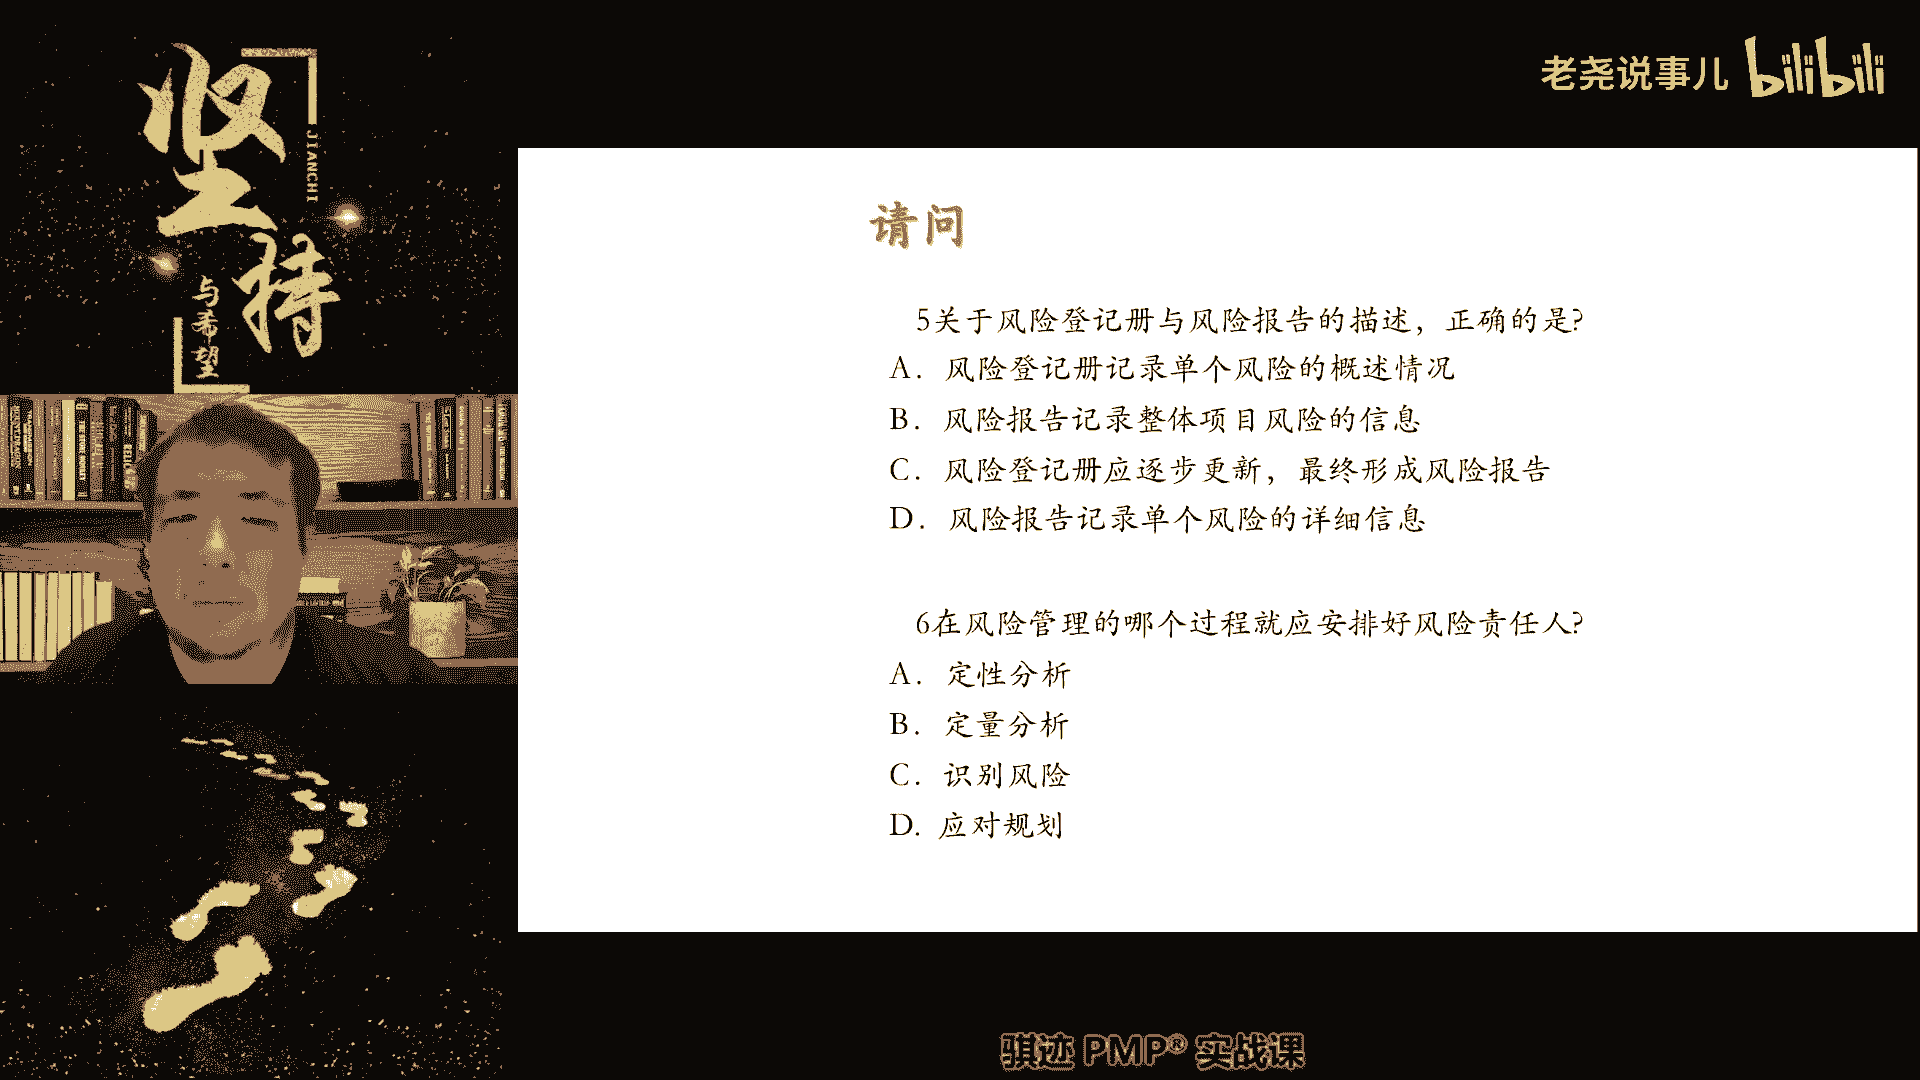 坚持
JIANCHI
与希望
老尧说事儿 bilibili
请问
5关于风险登记册与风险报告的描述，正确的是?
A. 风险登记册记录单个风险的概述情况
B. 风险报告记录整体项目风险的信息
C. 风险登记册应逐步更新，最终形成风险报告
D. 风险报告记录单个风险的详细信息
6在风险管理的哪个过程就应安排好风险责任人?
A. 定性分析
B. 定量分析
C. 识别风险
D. 应对规划
骐迹 PMP® 实战课